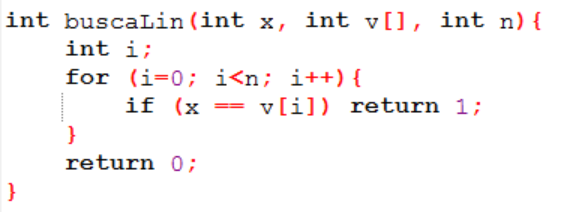 int buscaLin(int x, int v[], int n){
    int i;
    for (i=0; i<n; i++){
        if (x == v[i]) return 1;
    }
    return 0;
}